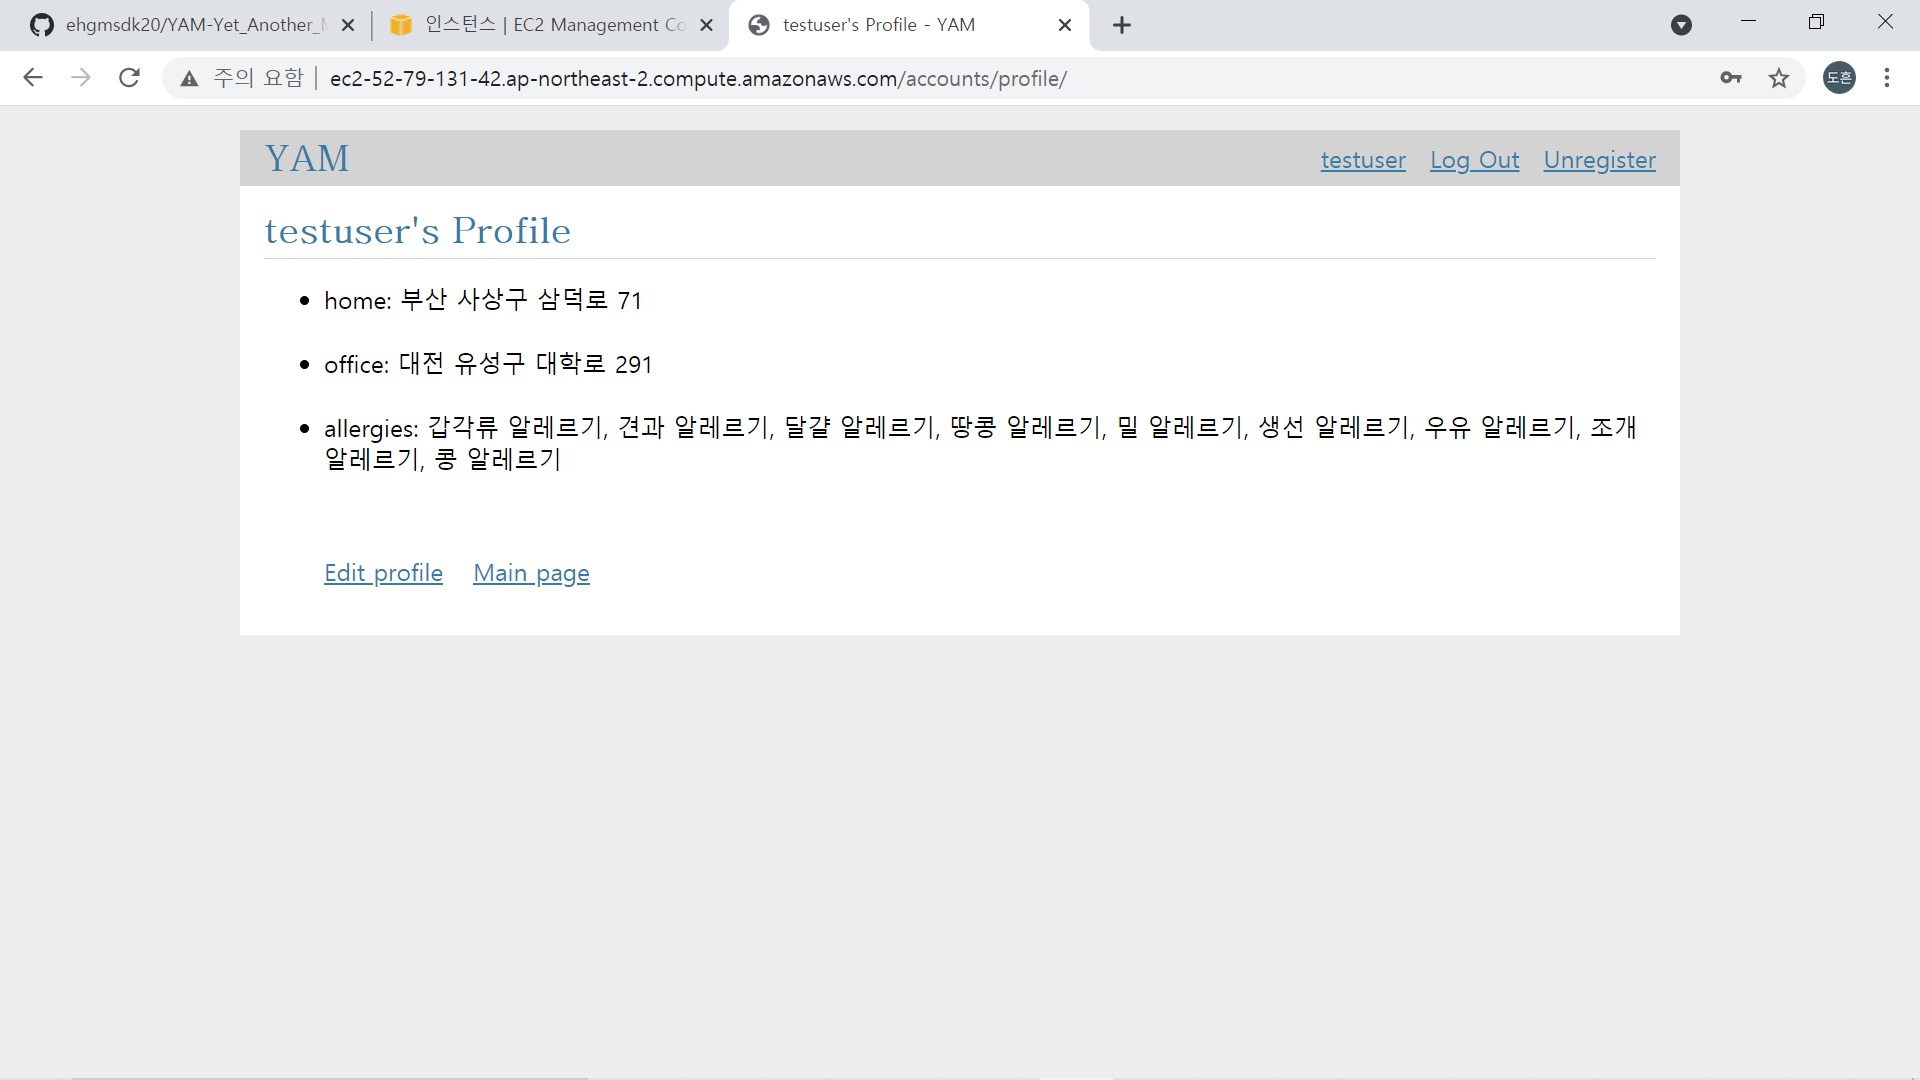 ehgmsdk20/YAM-Yet_Another_
인스턴스 | EC2 Management Co
testuser's Profile - YAM
주의 요함 | ec2-52-79-131-42.ap-northeast-2.compute.amazonaws.com/accounts/profile/
도흔
YAM
testuser Log Out Unregister
testuser's Profile
home: 부산 사상구 삼덕로 71
office: 대전 유성구 대학로 291
allergies: 갑각류 알레르기, 견과 알레르기, 달걀 알레르기, 땅콩 알레르기, 밀 알레르기, 생선 알레르기, 우유 알레르기, 조개
알레르기, 콩 알레르기
Edit profile Main page